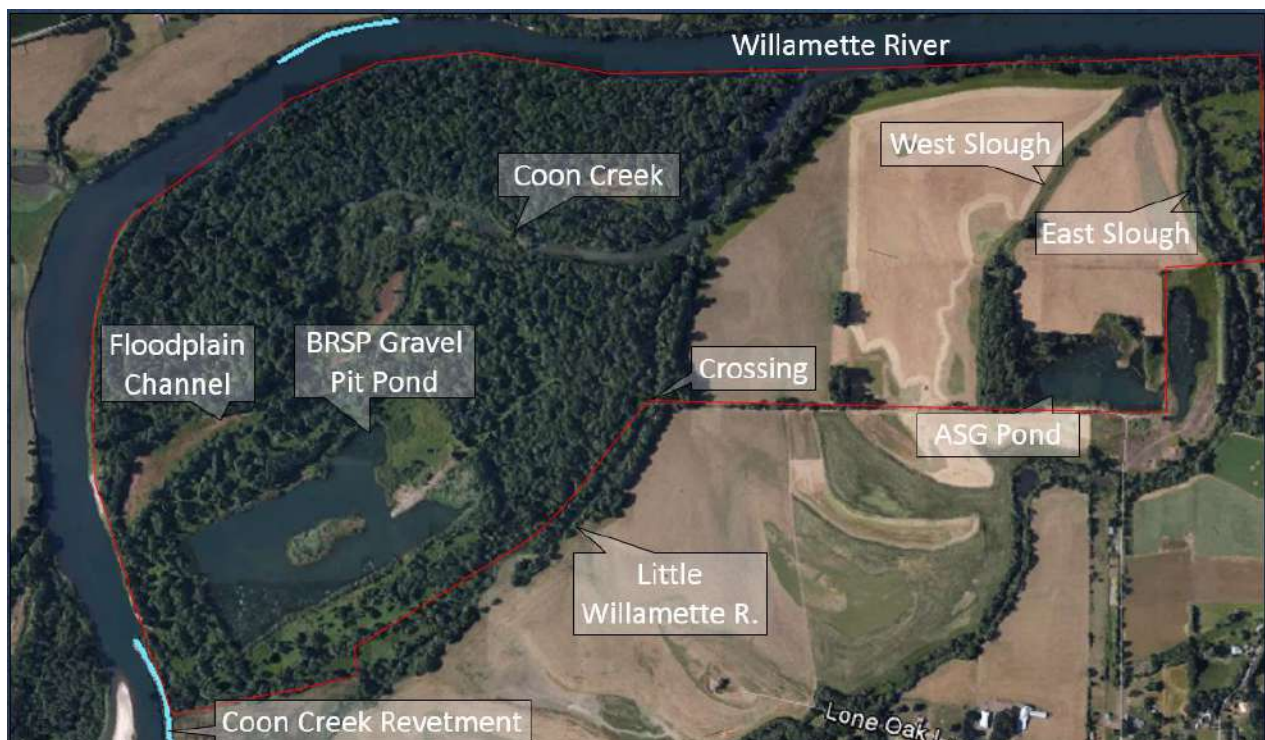 Willamette River
West Slough
Coon Creek
East Slough
Floodplain
Channel
BRSP Gravel
Pit Pond
Crossing
ASG Pond
Little
Willamette R.
Coon Creek Revetment
Lone Oak